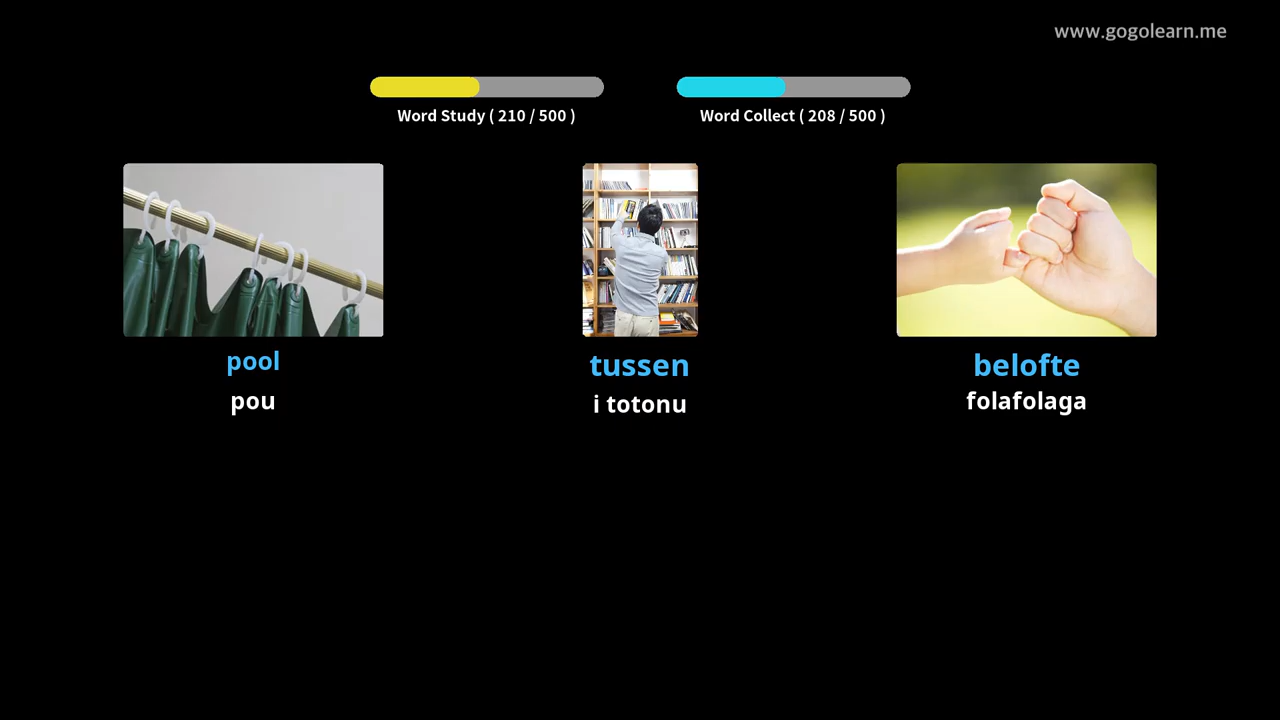 www.gogolearn.me
Word Study ( 210 / 500 )
Word Collect ( 208 / 500 )
pool
tussen
belofte
pou
i totonu
folafolaga